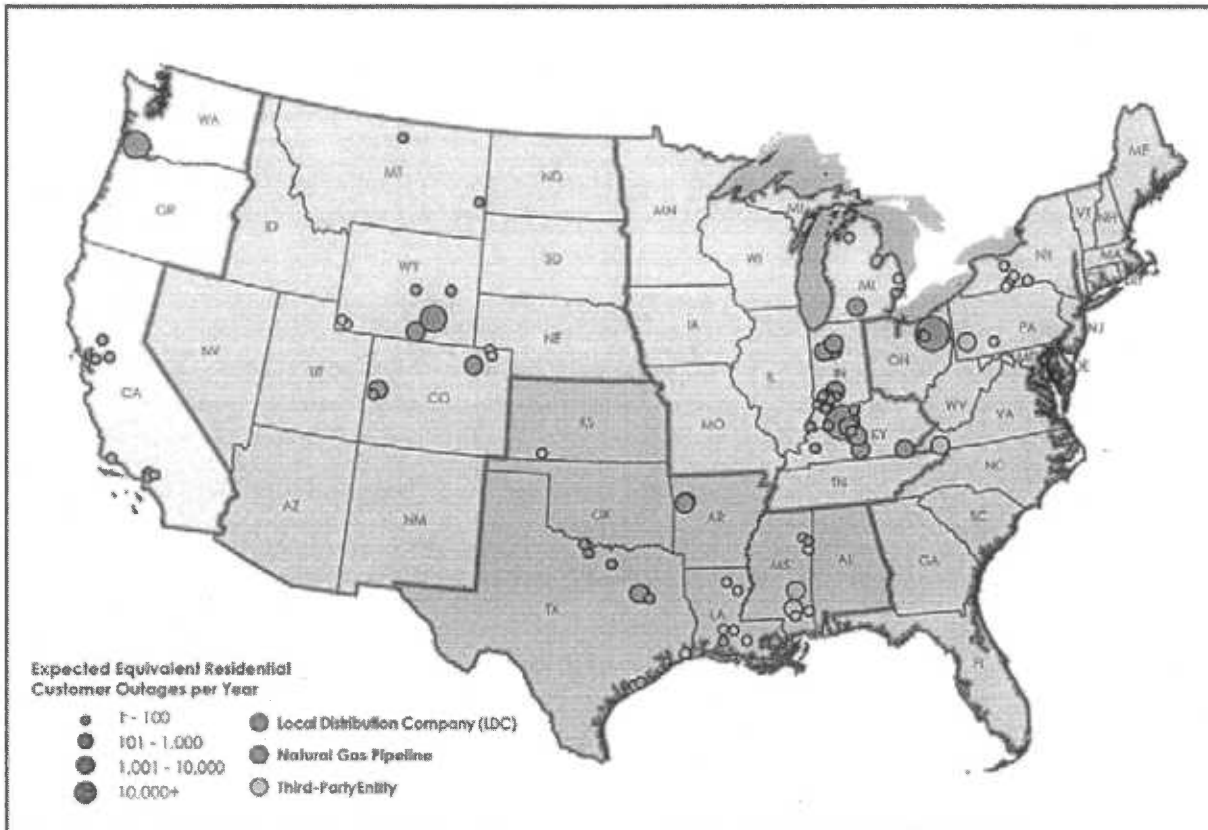 WA
MT
ND
ME
OR
ID
MN
VT
NH
WI
MI
NY
MA
WY
SD
IA
PA
NJ
NE
OH
DE
NV
UT
CO
IL
IN
CA
KS
MO
KY
WV
VA
NC
TN
AZ
NM
OK
AR
SC
MS
AL
GA
TX
LA
FL
Expected Equivalent Residential
Customer Outages per Year
1 - 100
101 - 1,000
1,001 - 10,000
10,000+
Local Distribution Company (LDC)
Natural Gas Pipeline
Third-Party Entity